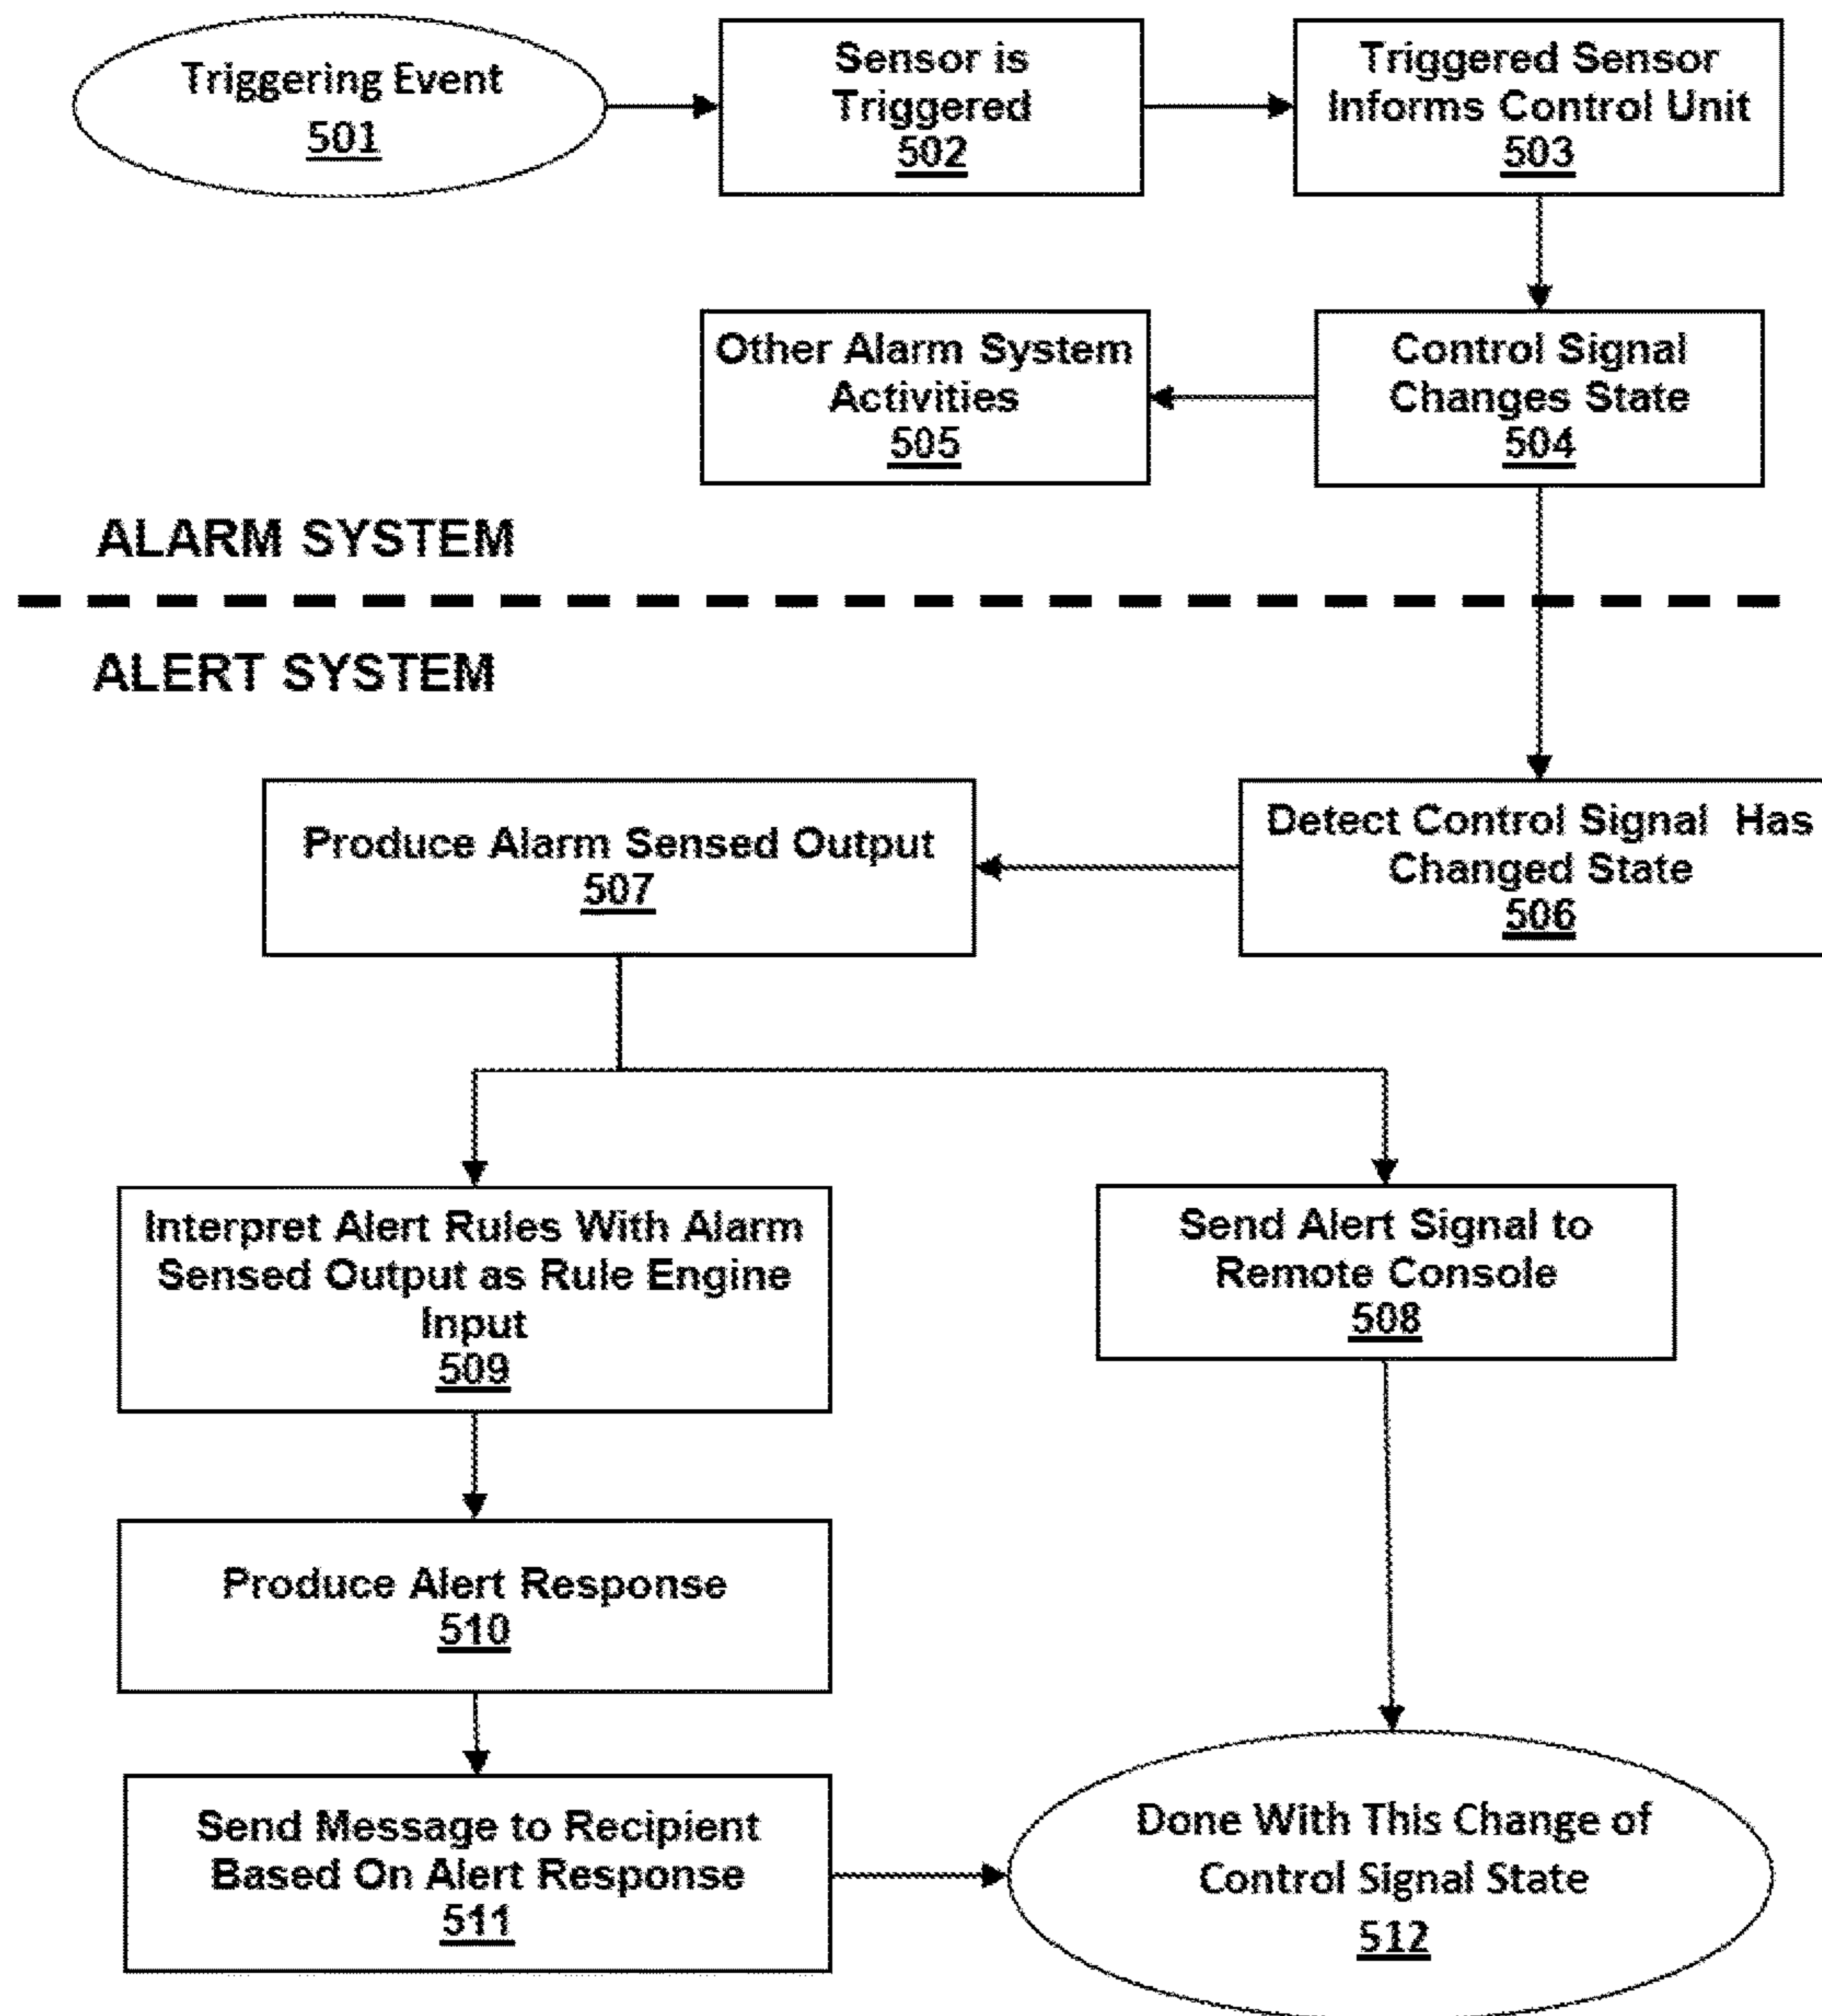 Triggering Event
501
Sensor is
Triggered
502
Triggered Sensor
Informs Control Unit
503
Other Alarm System
Activities
505
Control Signal
Changes State
504
ALARM SYSTEM
ALERT SYSTEM
Produce Alarm Sensed Output
507
Detect Control Signal Has
Changed State
506
Interpret Alert Rules With Alarm
Sensed Output as Rule Engine
Input
509
Send Alert Signal to
Remote Console
508
Produce Alert Response
510
Send Message to Recipient
Based On Alert Response
511
Done With This Change of
Control Signal State
512